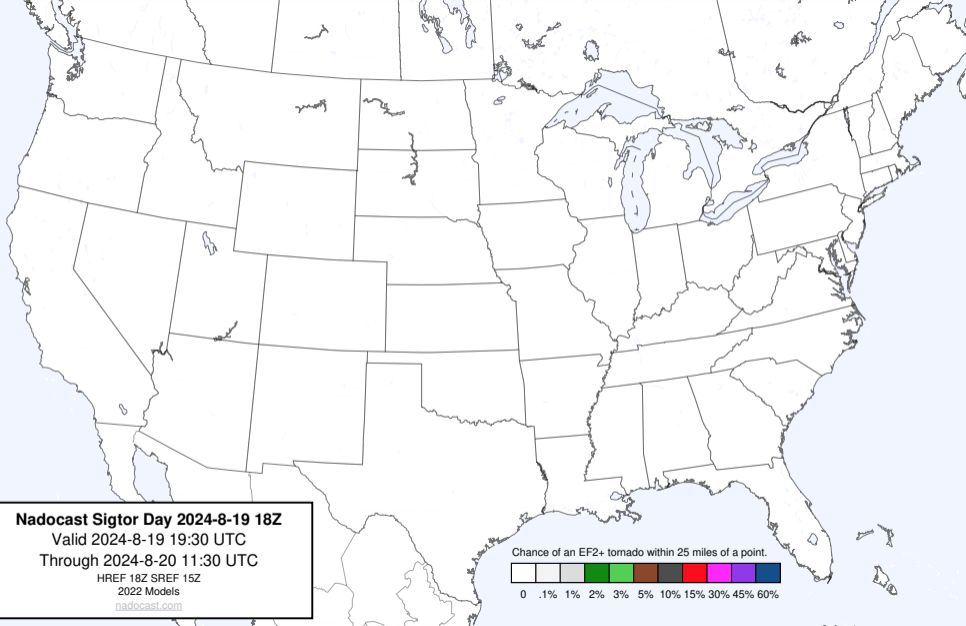 Nadocast Sigtor Day 2024-8-19 18Z
Valid 2024-8-19 19:30 UTC
Through 2024-8-20 11:30 UTC
HREF 18Z SREF 15Z
2022 Models
nadocast.com
Chance of an EF2+ tornado within 25 miles of a point.
0 .1% 1% 2% 3% 5% 10% 15% 30% 45% 60%